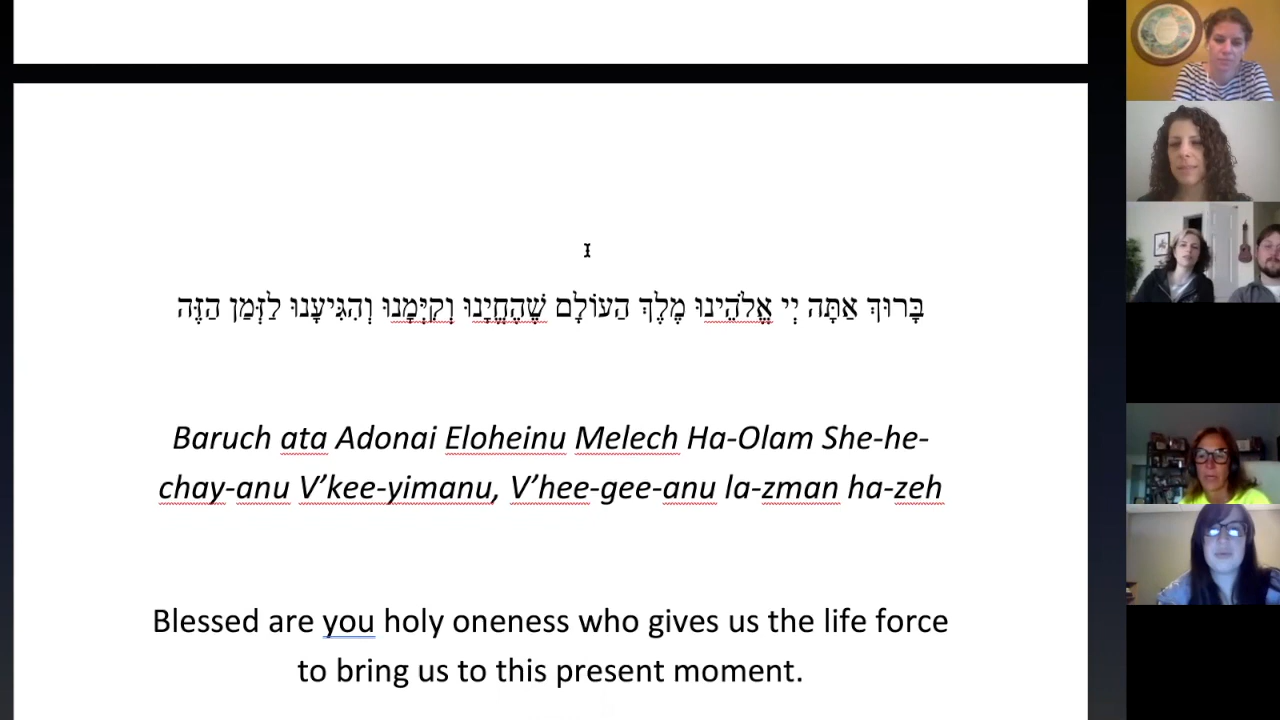 בָּרוּךְ אַתָּה יְיָ אֱלֹהֵינוּ מֶלֶךְ הַעוֹלָם שֶׁהֶחֱיָנוּ וְקִיְּמָנוּ וְהִגִּיעָנוּ לַזְּמַן הַזֶּה
Baruch ata Adonai Eloheinu Melech Ha-Olam She-he-
chay-anu V’kee-yimanu, V’hee-gee-anu la-zman ha-zeh
Blessed are you holy oneness who gives us the life force
to bring us to this present moment.